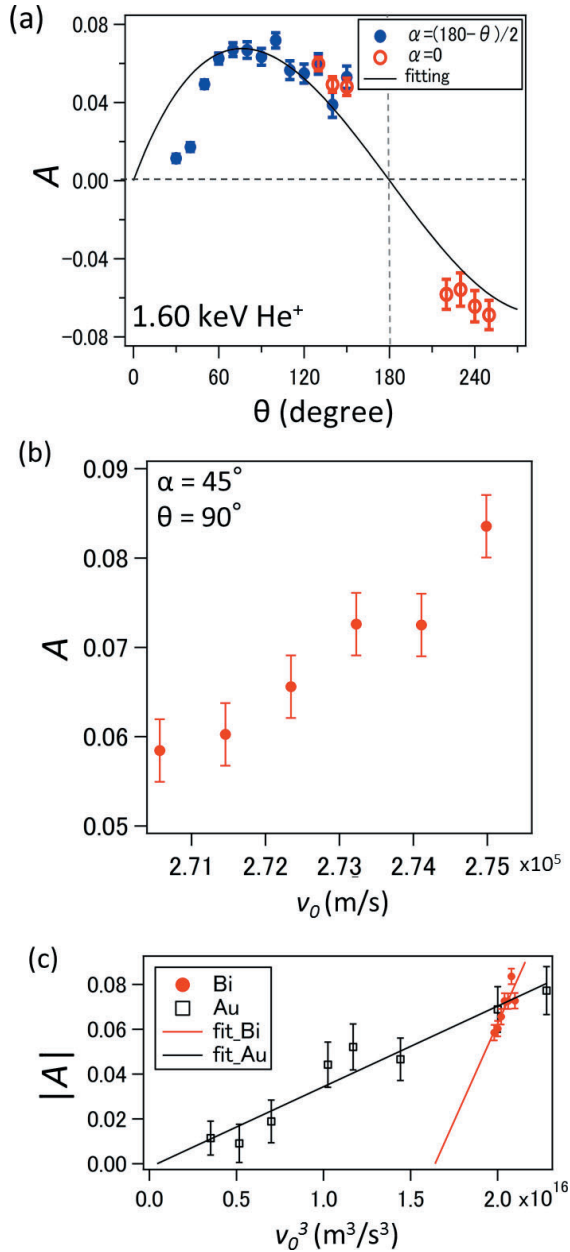 (a)
0.08
0.04
0.00
−0.04
−0.08
A
α=(180−θ)/2
α=0
fitting
1.60 keV He⁺
0 60 120 180 240
θ (degree)
(b)
0.09
0.08
0.07
0.06
0.05
A
α = 45°
θ = 90°
2.71 2.72 2.73 2.74 2.75 ×10⁵
v₀ (m/s)
(c)
0.08
0.06
0.04
0.02
0.00
|A|
Bi
Au
fit_Bi
fit_Au
0.0 0.5 1.0 1.5 2.0 ×10¹⁶
v₀³ (m³/s³)